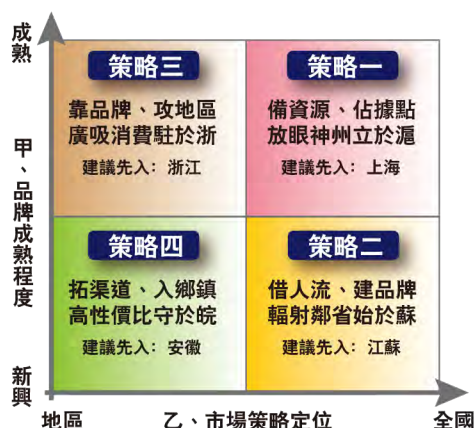 成熟
甲、品牌成熟程度
新興
策略三
靠品牌、攻地區
廣吸消費駐於浙
建議先入：浙江
策略一
備資源、佔據點
放眼神州立於滬
建議先入：上海
策略四
拓渠道、入鄉鎮
高性價比守於皖
建議先入：安徽
策略二
借人流、建品牌
輻射鄰省始於蘇
建議先入：江蘇
地區
乙、市場策略定位
全國